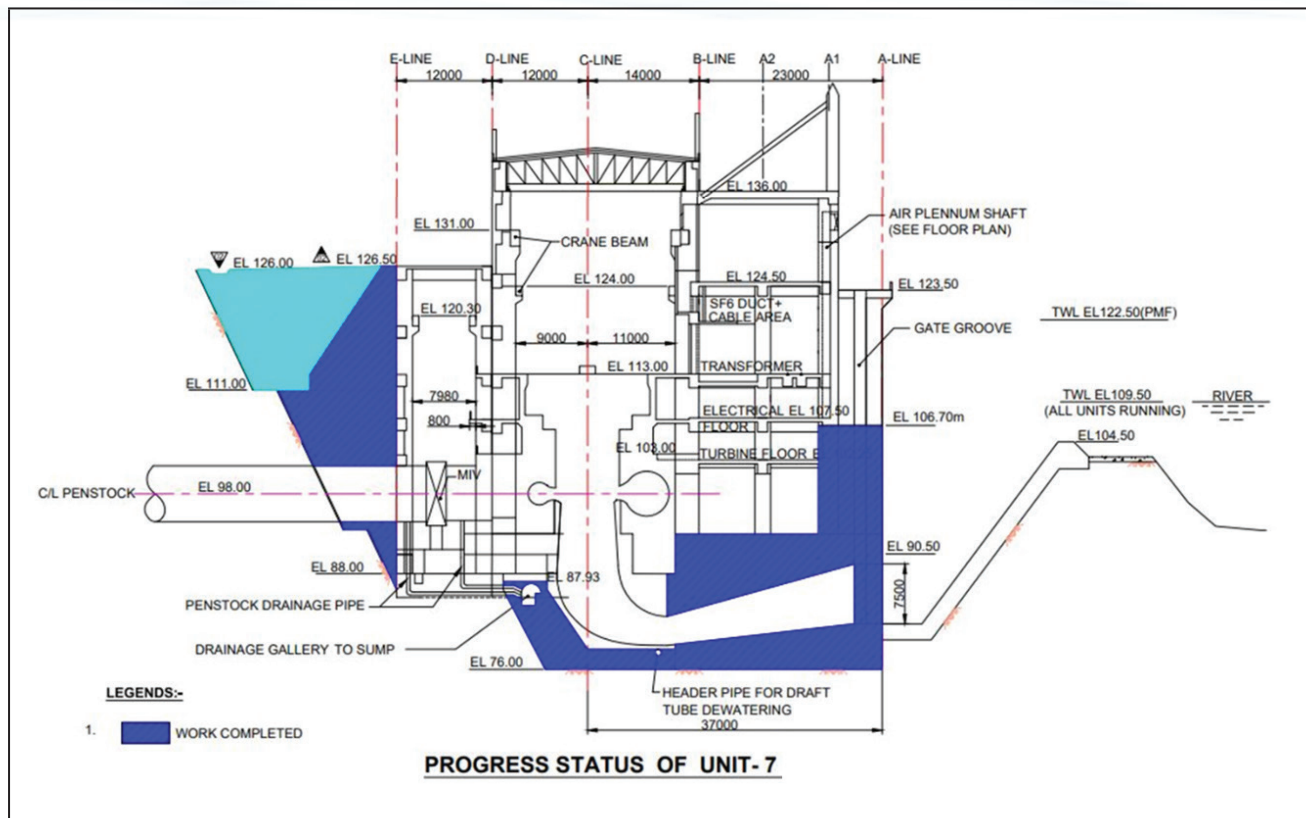 E-LINE D-LINE C-LINE B-LINE A2 A1 A-LINE
12000 12000 14000 23000
EL 136.00
AIR PLENNUM SHAFT
(SEE FLOOR PLAN)
EL 131.00
CRANE BEAM
EL 126.00 EL 126.50
EL 124.00 EL 124.50
EL 123.50
SF6 DUCT+
CABLE AREA
EL 120.30
TWL EL122.50(PMF)
GATE GROOVE
9000 11000
EL 113.00 TRANSFORMER
EL 111.00
7980
TWL EL109.50 RIVER
(ALL UNITS RUNNING)
800
ELECTRICAL EL 107.50
FLOOR
EL 106.70m
EL104.50
EL 103.00
TURBINE FLOOR
MIV
C/L PENSTOCK EL 98.00
EL 90.50
EL 88.00
EL 87.93
7500
PENSTOCK DRAINAGE PIPE
DRAINAGE GALLERY TO SUMP
EL 76.00
HEADER PIPE FOR DRAFT
TUBE DEWATERING
37000
LEGENDS:-
1. WORK COMPLETED
PROGRESS STATUS OF UNIT- 7